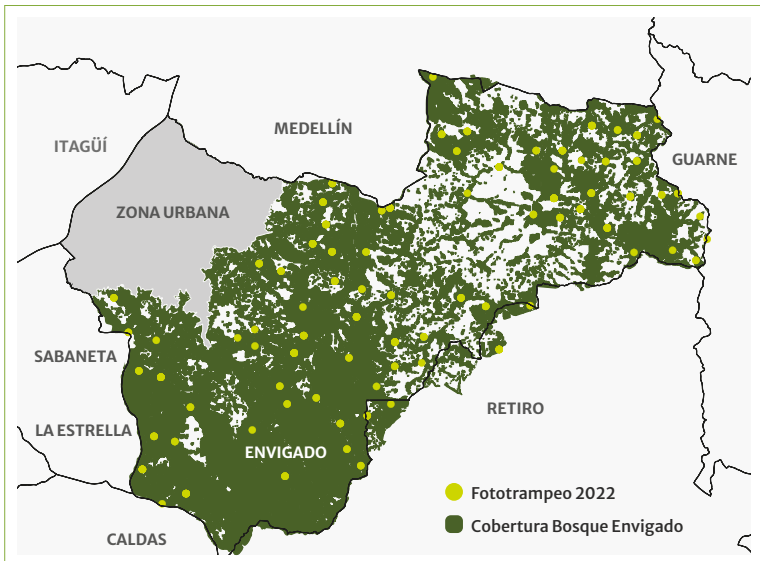 MEDELLÍN
ITAGÜÍ
GUARNE
ZONA URBANA
SABANETA
RETIRO
LA ESTRELLA
ENVIGADO
Fototrampeo 2022
Cobertura Bosque Envigado
CALDAS